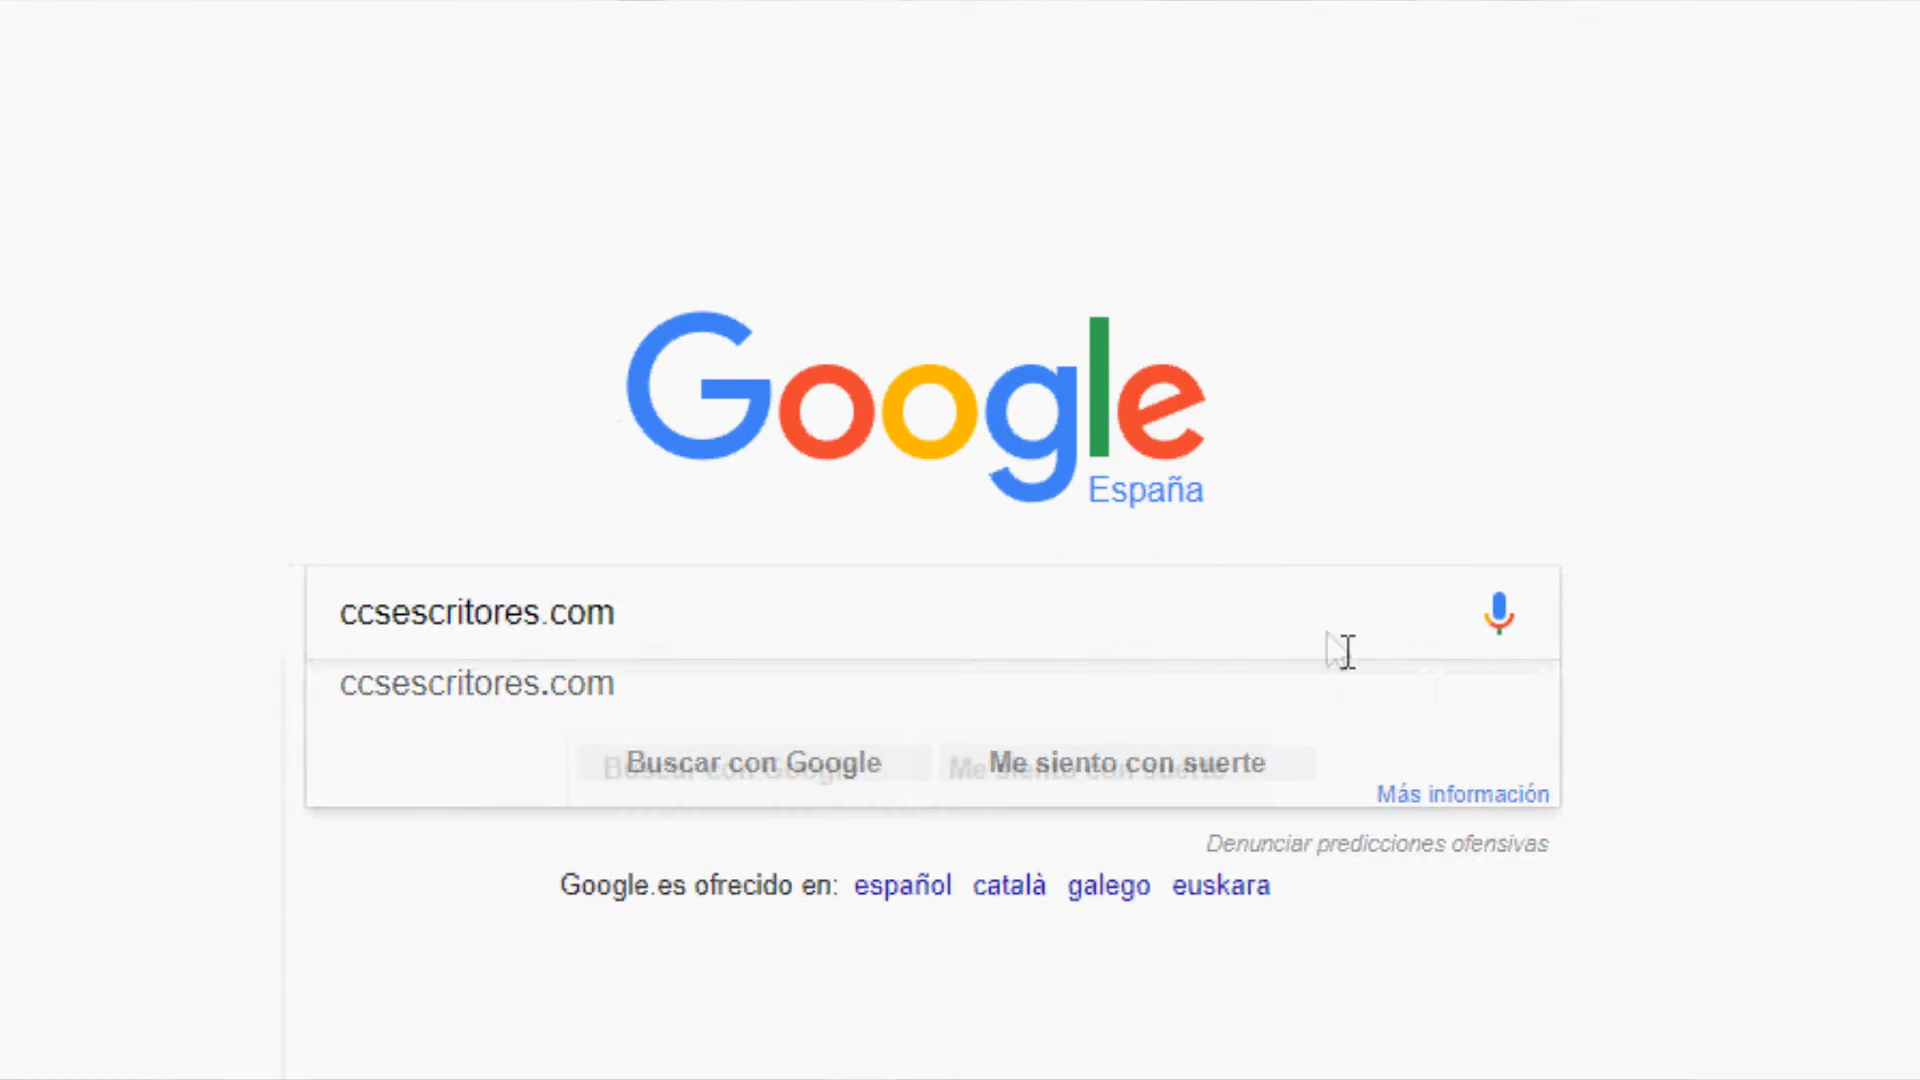 Google
España
ccsescritores.com
ccsescritores.com
Buscar con Google Me siento con suerte
Más información
Denunciar predicciones ofensivas
Google.es ofrecido en: español català galego euskara